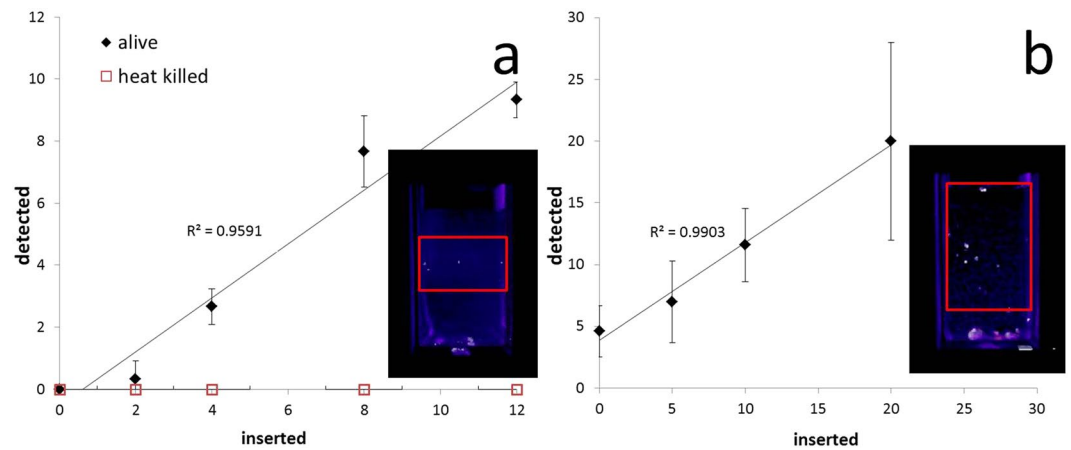 12
10
8
6
4
2
0
detected
alive
heat killed
a
R² = 0.9591
0 2 4 6 8 10 12
inserted
30
25
20
15
10
5
0
detected
b
R² = 0.9903
0 5 10 15 20 25 30
inserted